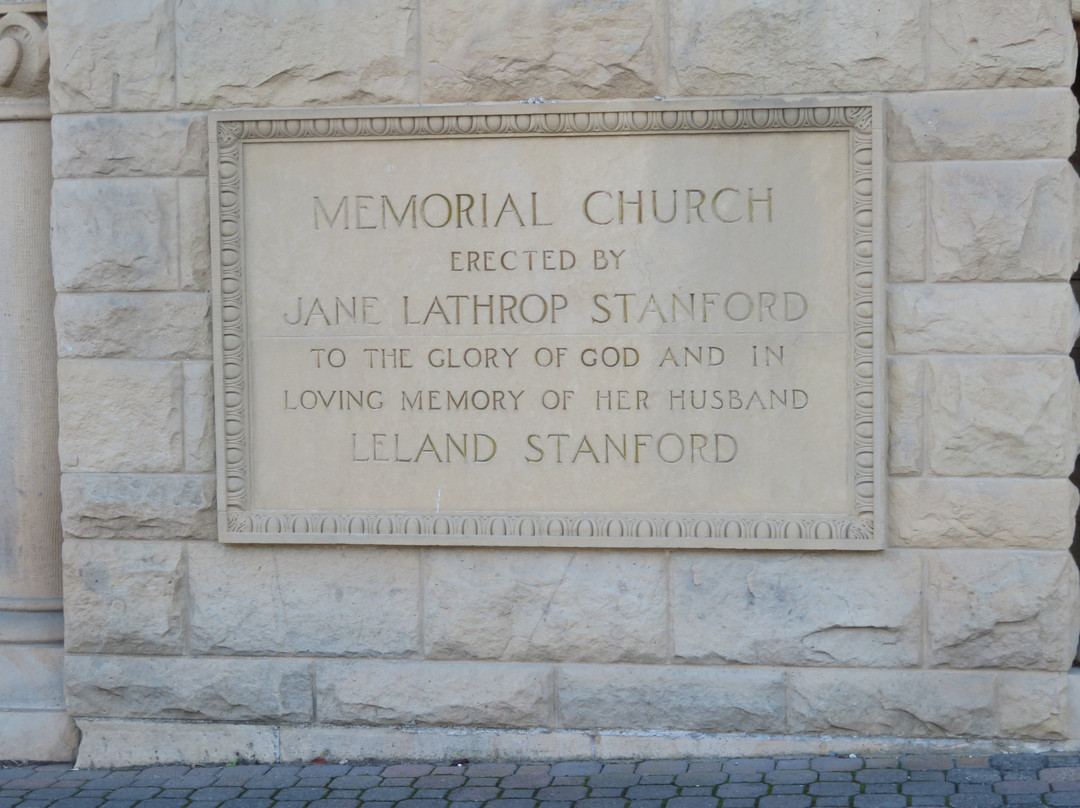 MEMORIAL CHURCH
ERECTED BY
JANE LATHROP STANFORD
TO THE GLORY OF GOD AND IN
LOVING MEMORY OF HER HUSBAND
LELAND STANFORD